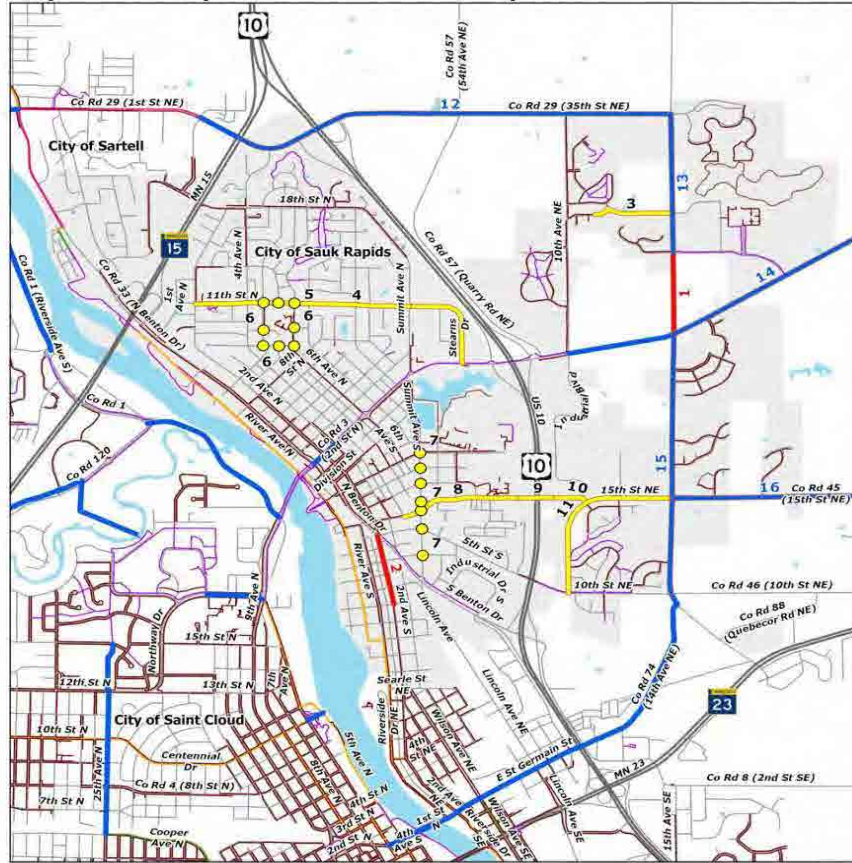 10
Co Rd 57
(54th Ave NE)
Co Rd 29 (1st St NE)
12
Co Rd 29 (35th St NE)
City of Sartell
MN 15
13
18th St N
3
15
City of Sauk Rapids
4th Ave N
10th Ave NE
Co Rd 57 (Quarry Rd NE)
Co Rd 1 (Riverside Ave S)
Co Rd 33 (N Benton Dr)
1st
Ave N
11th St N
5
4
Summit Ave N
Stearns
Dr
14
1
6
6
6
8th
St N
6th Ave N
2nd Ave N
River Ave N
Co Rd 1
Co Rd 3
(2nd St N)
Summit Ave S
US 10
Industrial
Blvd
Co Rd 120
Division St
6th
Ave S
7
10
15
N Benton Dr
7
8
9
10
15th St NE
16
Co Rd 45
(15th St NE)
11
7
5th St S
Industrial Dr S
2
River Ave S
2nd Ave S
S Benton Dr
10th St NE
Co Rd 46 (10th St NE)
Lincoln Ave
Co Rd 88
(Quebecor Rd NE)
9th Ave N
Northway Dr
15th St N
12th St N
13th St N
7th
Ave N
Searle St
NE
Lincoln Ave NE
Co Rd 74
(14th Ave NE)
23
City of Saint Cloud
Riverside
Dr NE
4th
St NE
Wilson Ave NE
10th St N
Centennial
Dr
5th Ave N
E St Germain St
MN 23
25th Ave N
Co Rd 4 (8th St N)
8th Ave N
7th St N
4th St N
3rd St N
2nd St N
1st St
N
4th
Ave S
2nd Ave
NE
Riverside Dr
SE
Wilson Ave SE
Lincoln Ave SE
15th Ave SE
Co Rd 8 (2nd St SE)
Cooper
Ave N